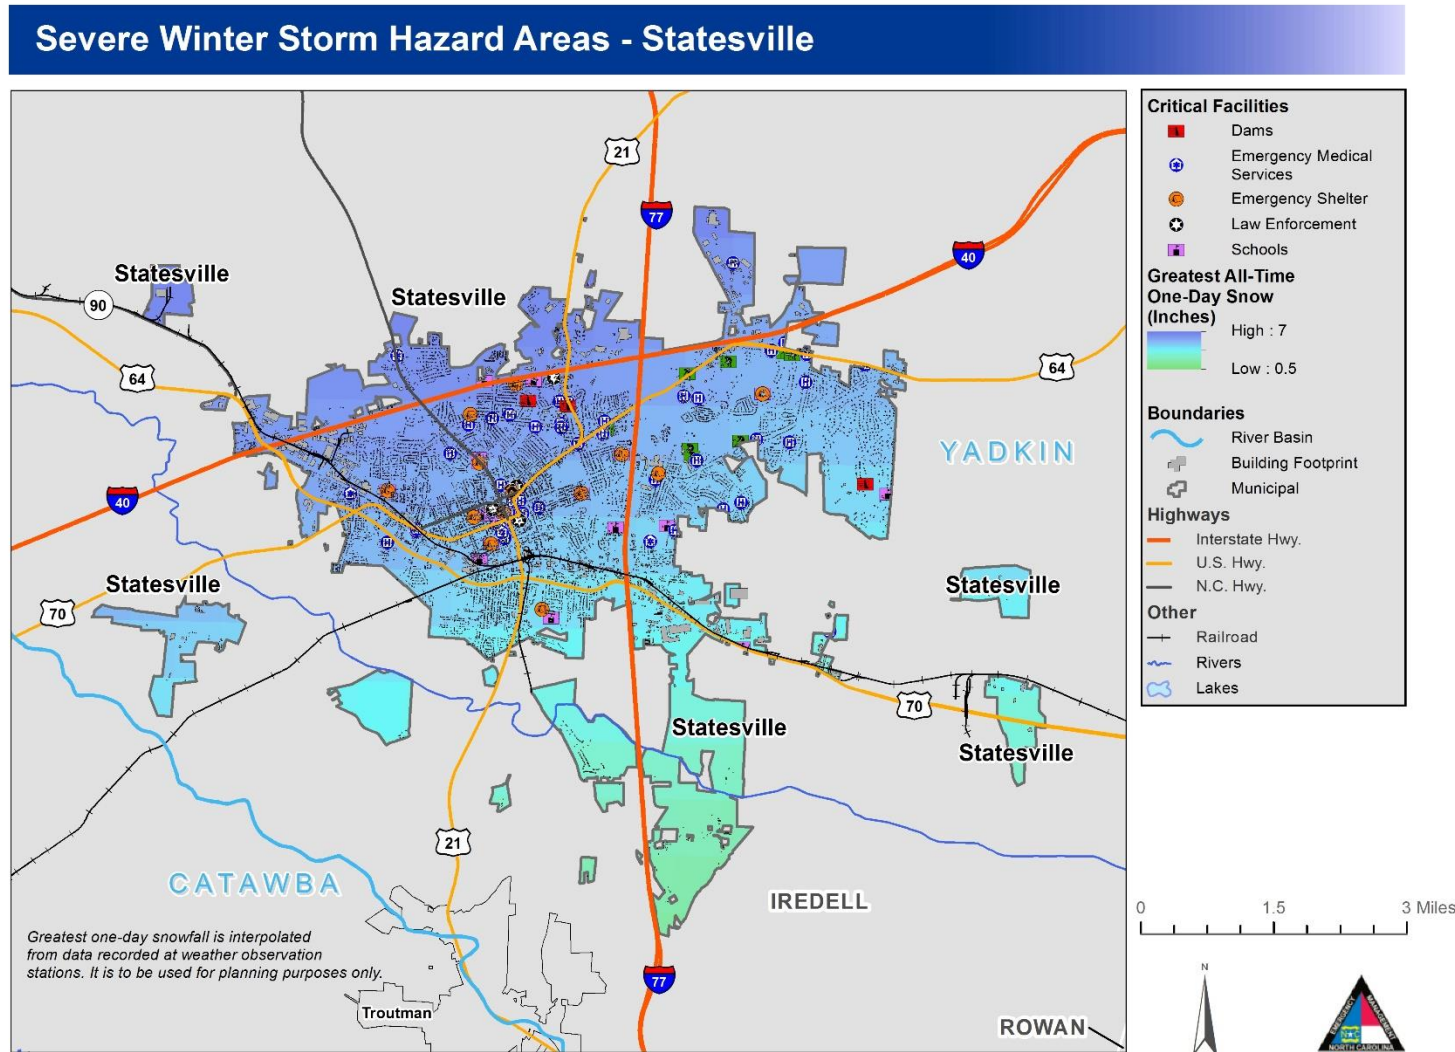 Severe Winter Storm Hazard Areas - Statesville
21
77
40
Statesville
Statesville
90
64
64
YADKIN
40
Statesville
Statesville
70
70
Statesville
Statesville
21
CATAWBA
IREDELL
Greatest one-day snowfall is interpolated
from data recorded at weather observation
stations. It is to be used for planning purposes only.
77
Troutman
ROWAN
Critical Facilities
Dams
Emergency Medical
Services
Emergency Shelter
Law Enforcement
Schools
Greatest All-Time
One-Day Snow
(Inches)
High : 7
Low : 0.5
Boundaries
River Basin
Building Footprint
Municipal
Highways
Interstate Hwy.
U.S. Hwy.
N.C. Hwy.
Other
Railroad
Rivers
Lakes
0 1.5 3 Miles
N
EMERGENCY MANAGEMENT
NORTH CAROLINA